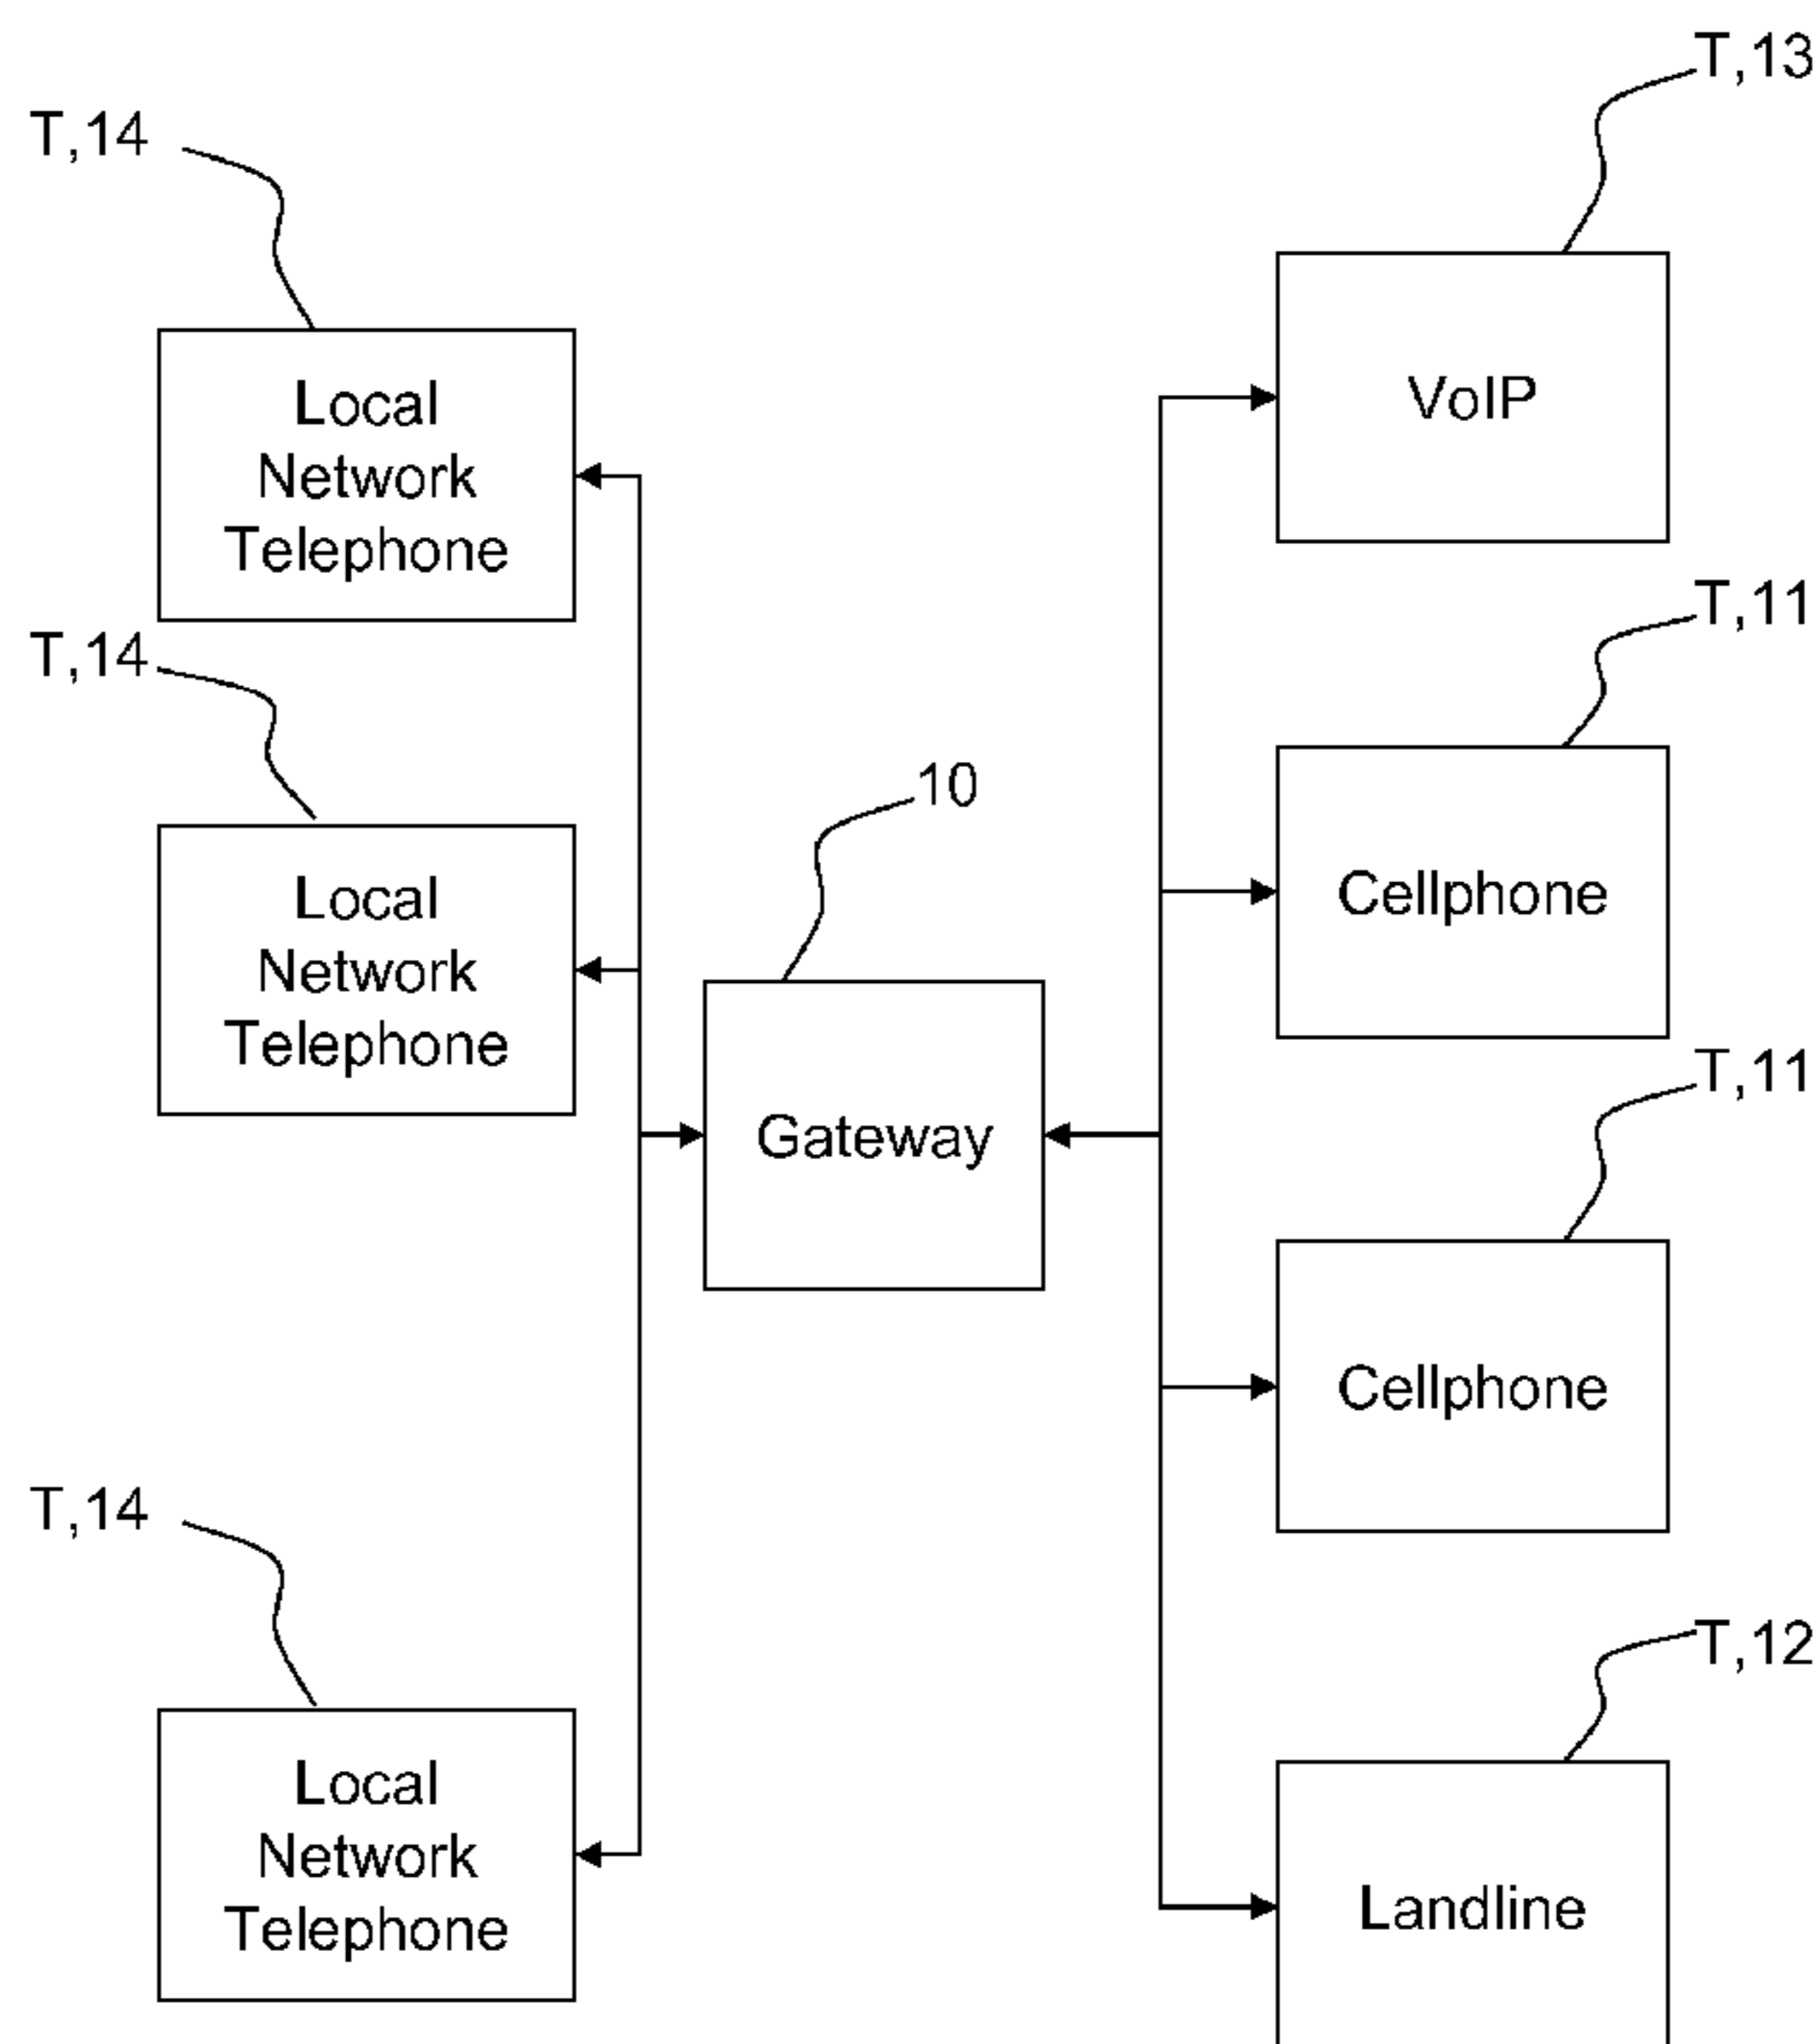 T,13
T,14
Local
Network
Telephone
VoIP
T,14
T,11
Local
Network
Telephone
10
Cellphone
Gateway
T,11
Cellphone
T,14
Local
Network
Telephone
T,12
Landline